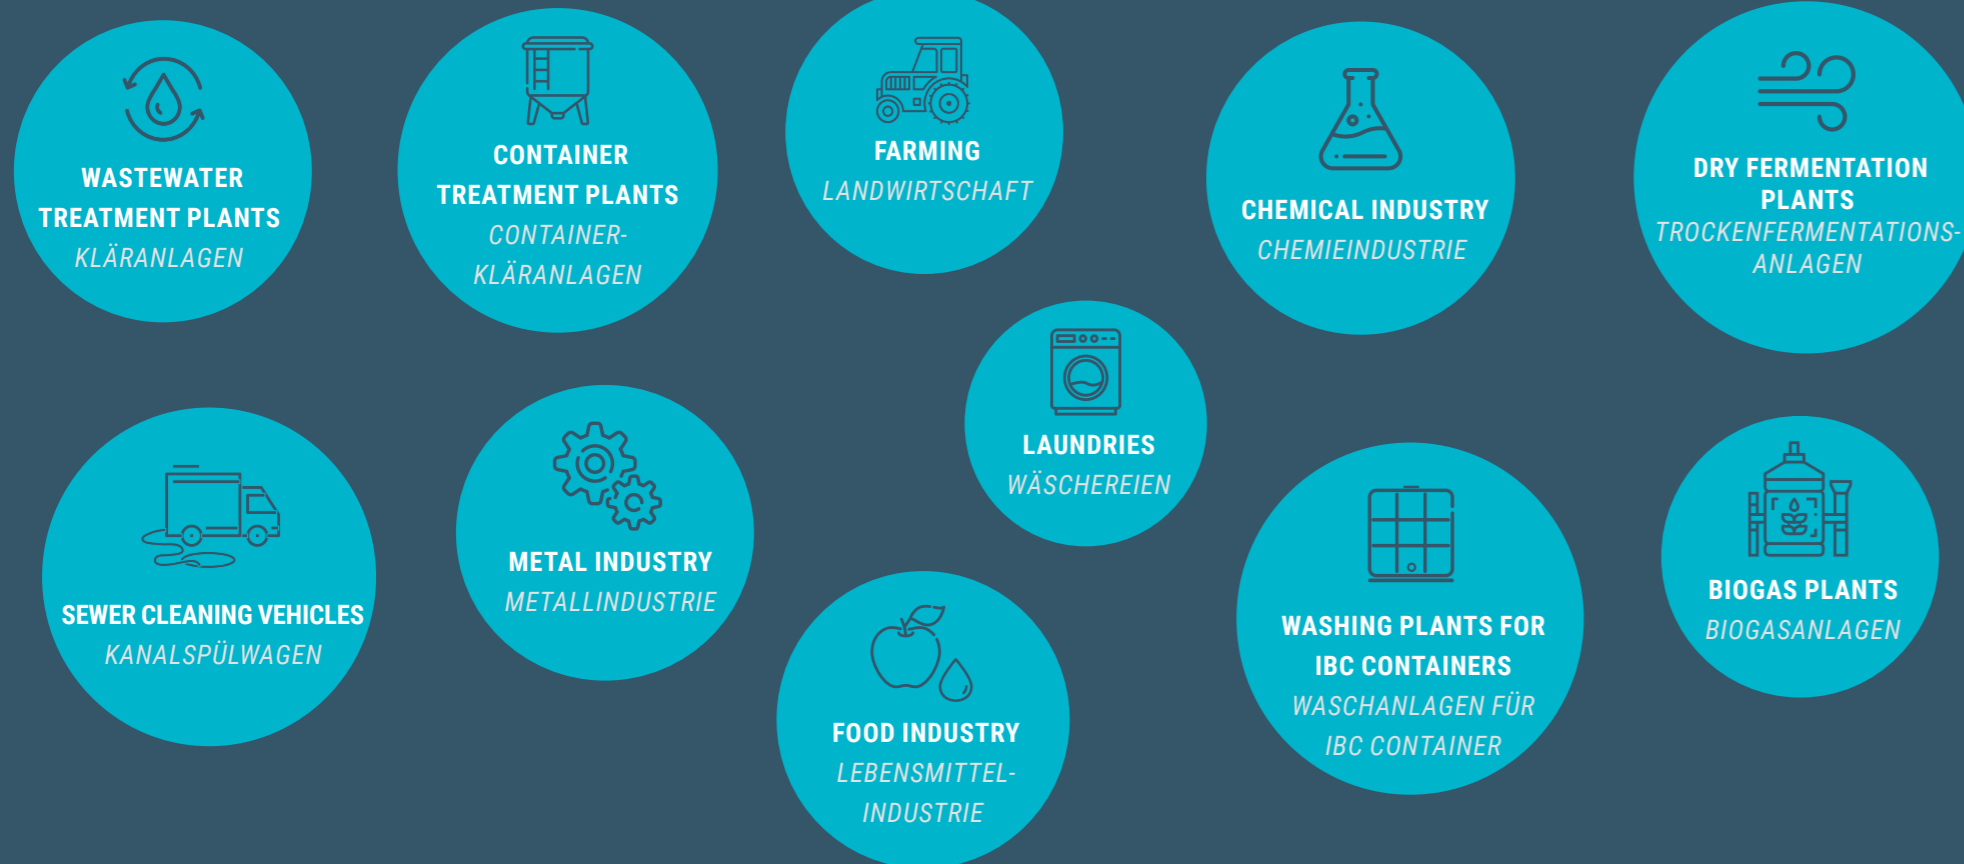 WASTEWATER
TREATMENT PLANTS
KLÄRANLAGEN
CONTAINER
TREATMENT PLANTS
CONTAINER-
KLÄRANLAGEN
FARMING
LANDWIRTSCHAFT
CHEMICAL INDUSTRY
CHEMIEINDUSTRIE
DRY FERMENTATION
PLANTS
TROCKENFERMENTATIONS-
ANLAGEN
SEWER CLEANING VEHICLES
KANALSPÜLWAGEN
METAL INDUSTRY
METALLINDUSTRIE
LAUNDRIES
WÄSCHEREIEN
FOOD INDUSTRY
LEBENSMITTEL-
INDUSTRIE
WASHING PLANTS FOR
IBC CONTAINERS
WASCHANLAGEN FÜR
IBC CONTAINER
BIOGAS PLANTS
BIOGASANLAGEN